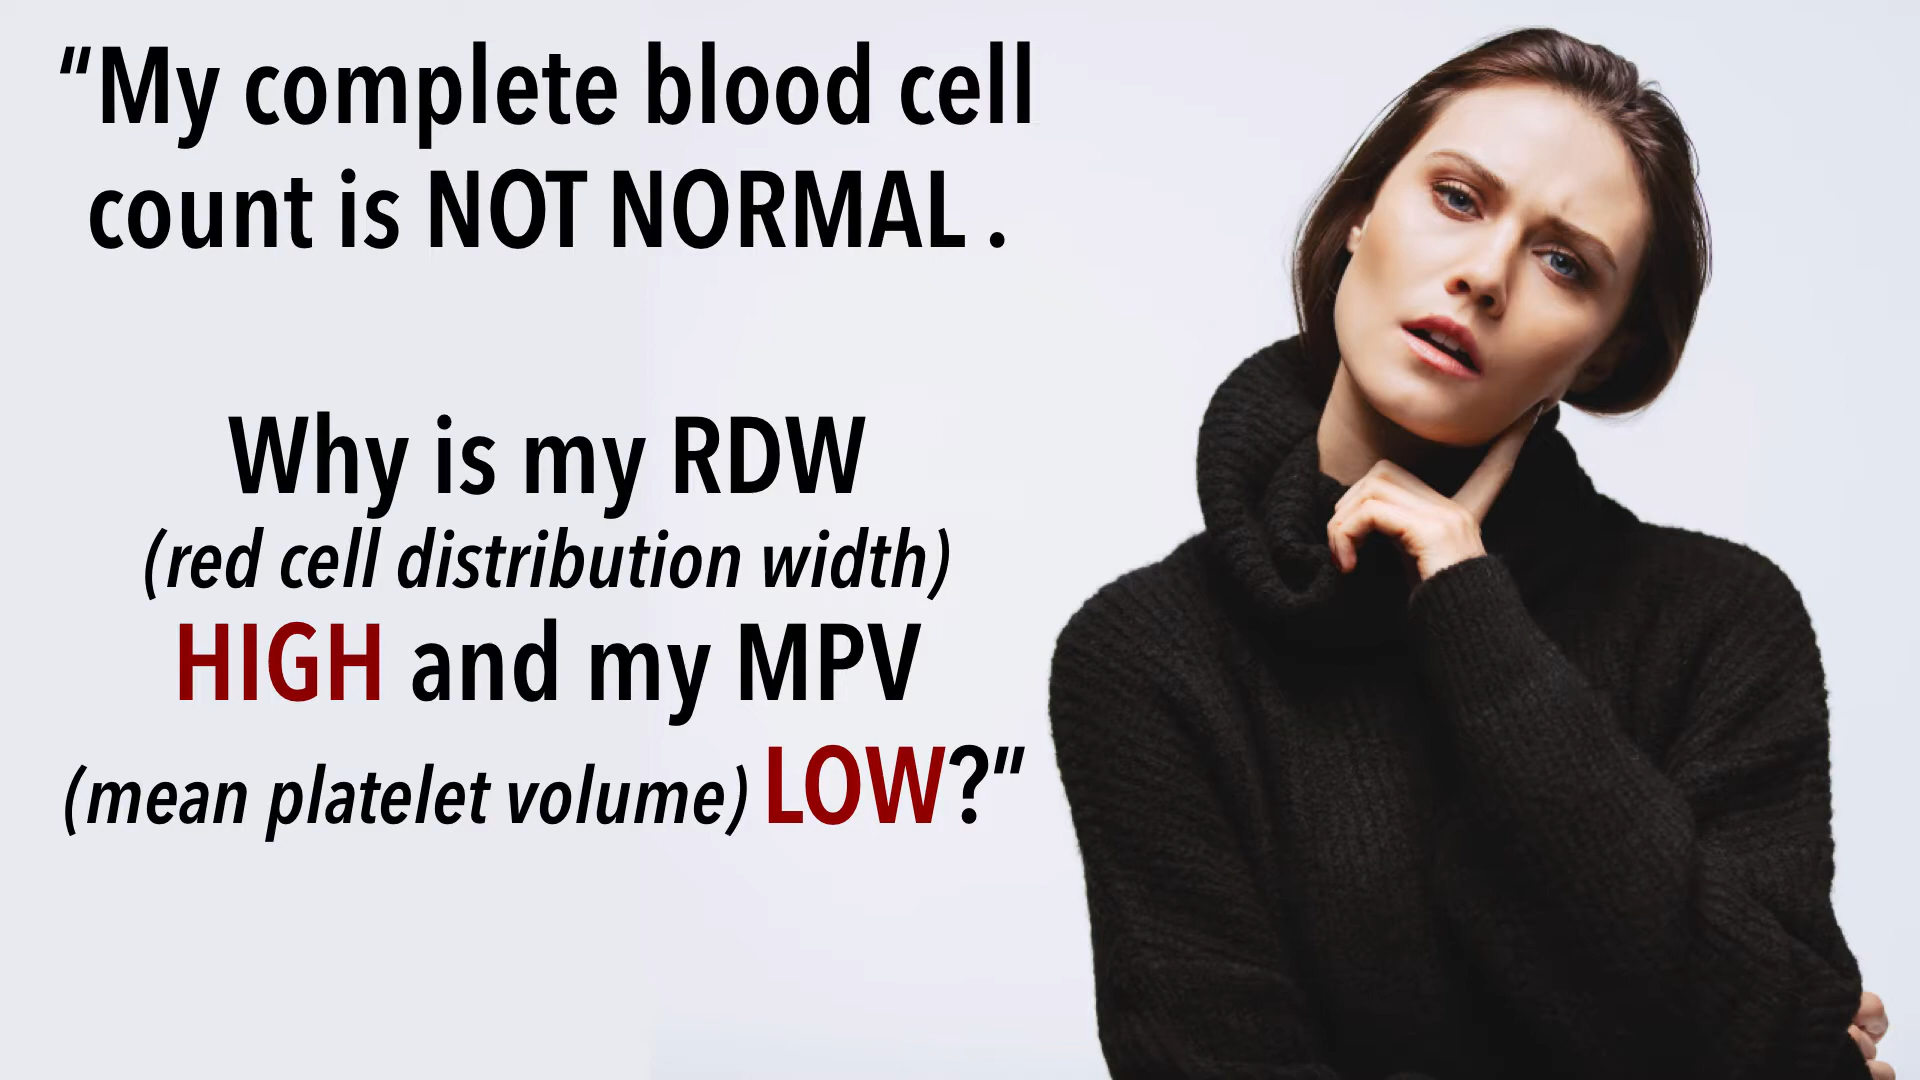 “My complete blood cell
count is NOT NORMAL .
Why is my RDW
(red cell distribution width)
HIGH and my MPV
(mean platelet volume) LOW?”